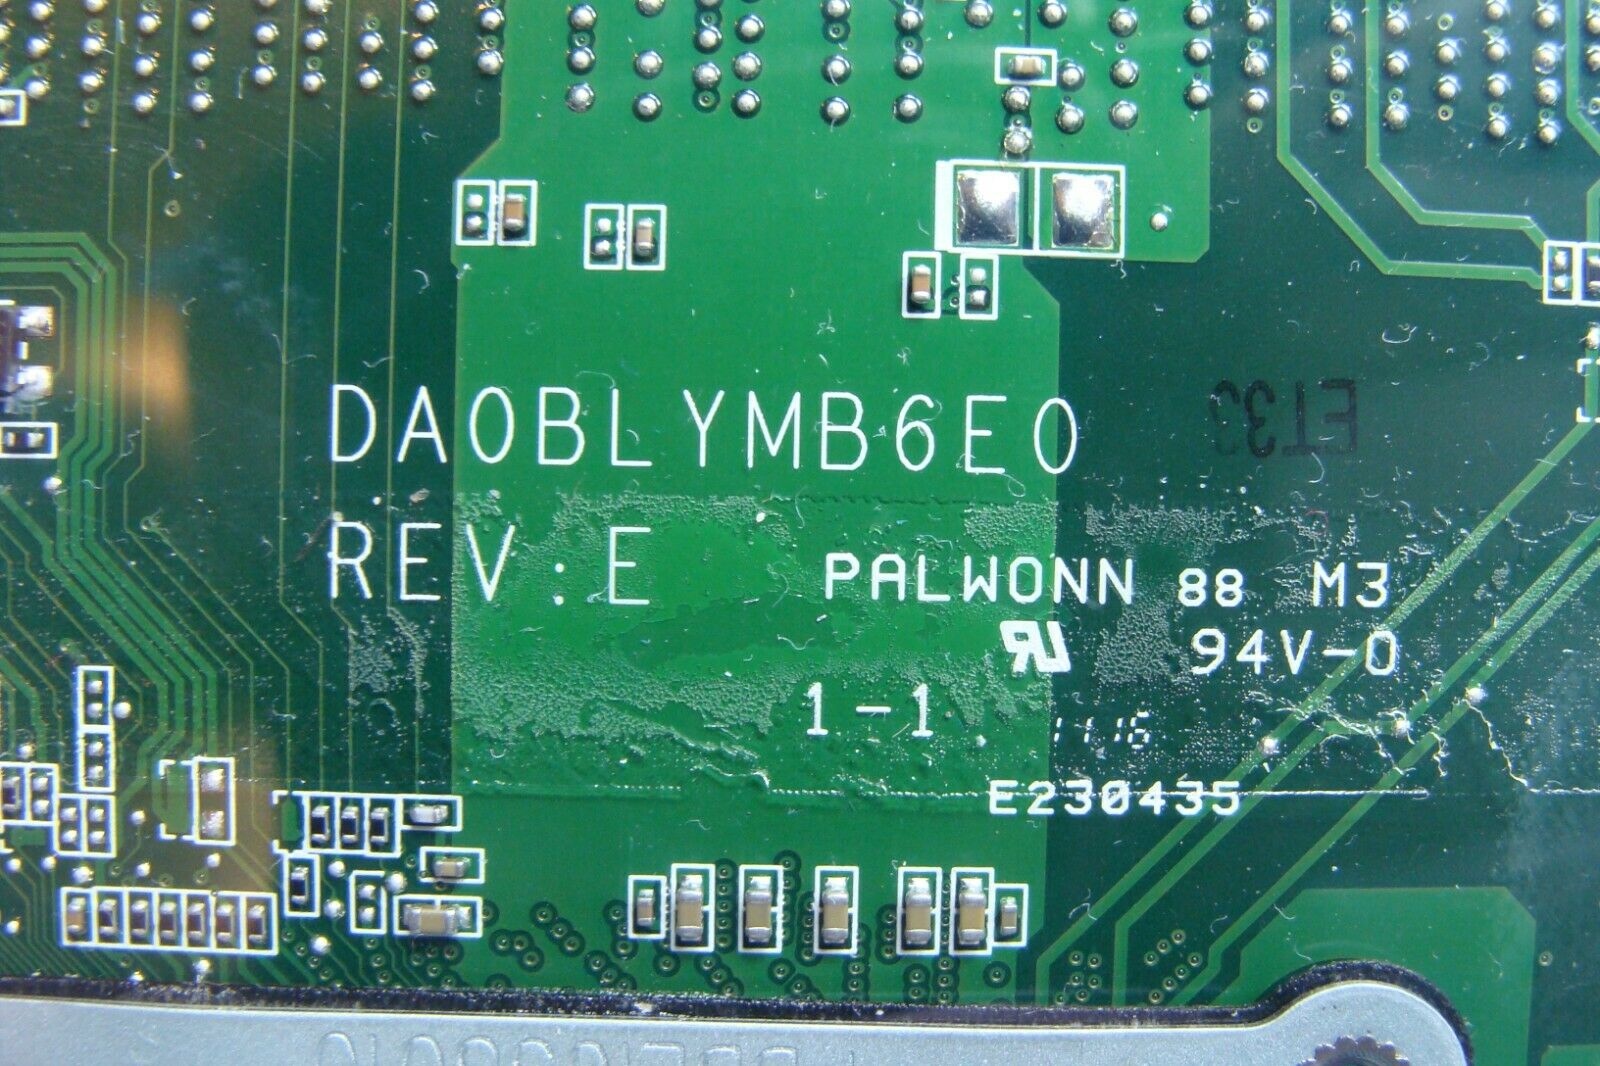 DA0BLYMB6E0
ET33
REV:E
PALWONN 88 M3
94V-0
1-1
1116
E230435